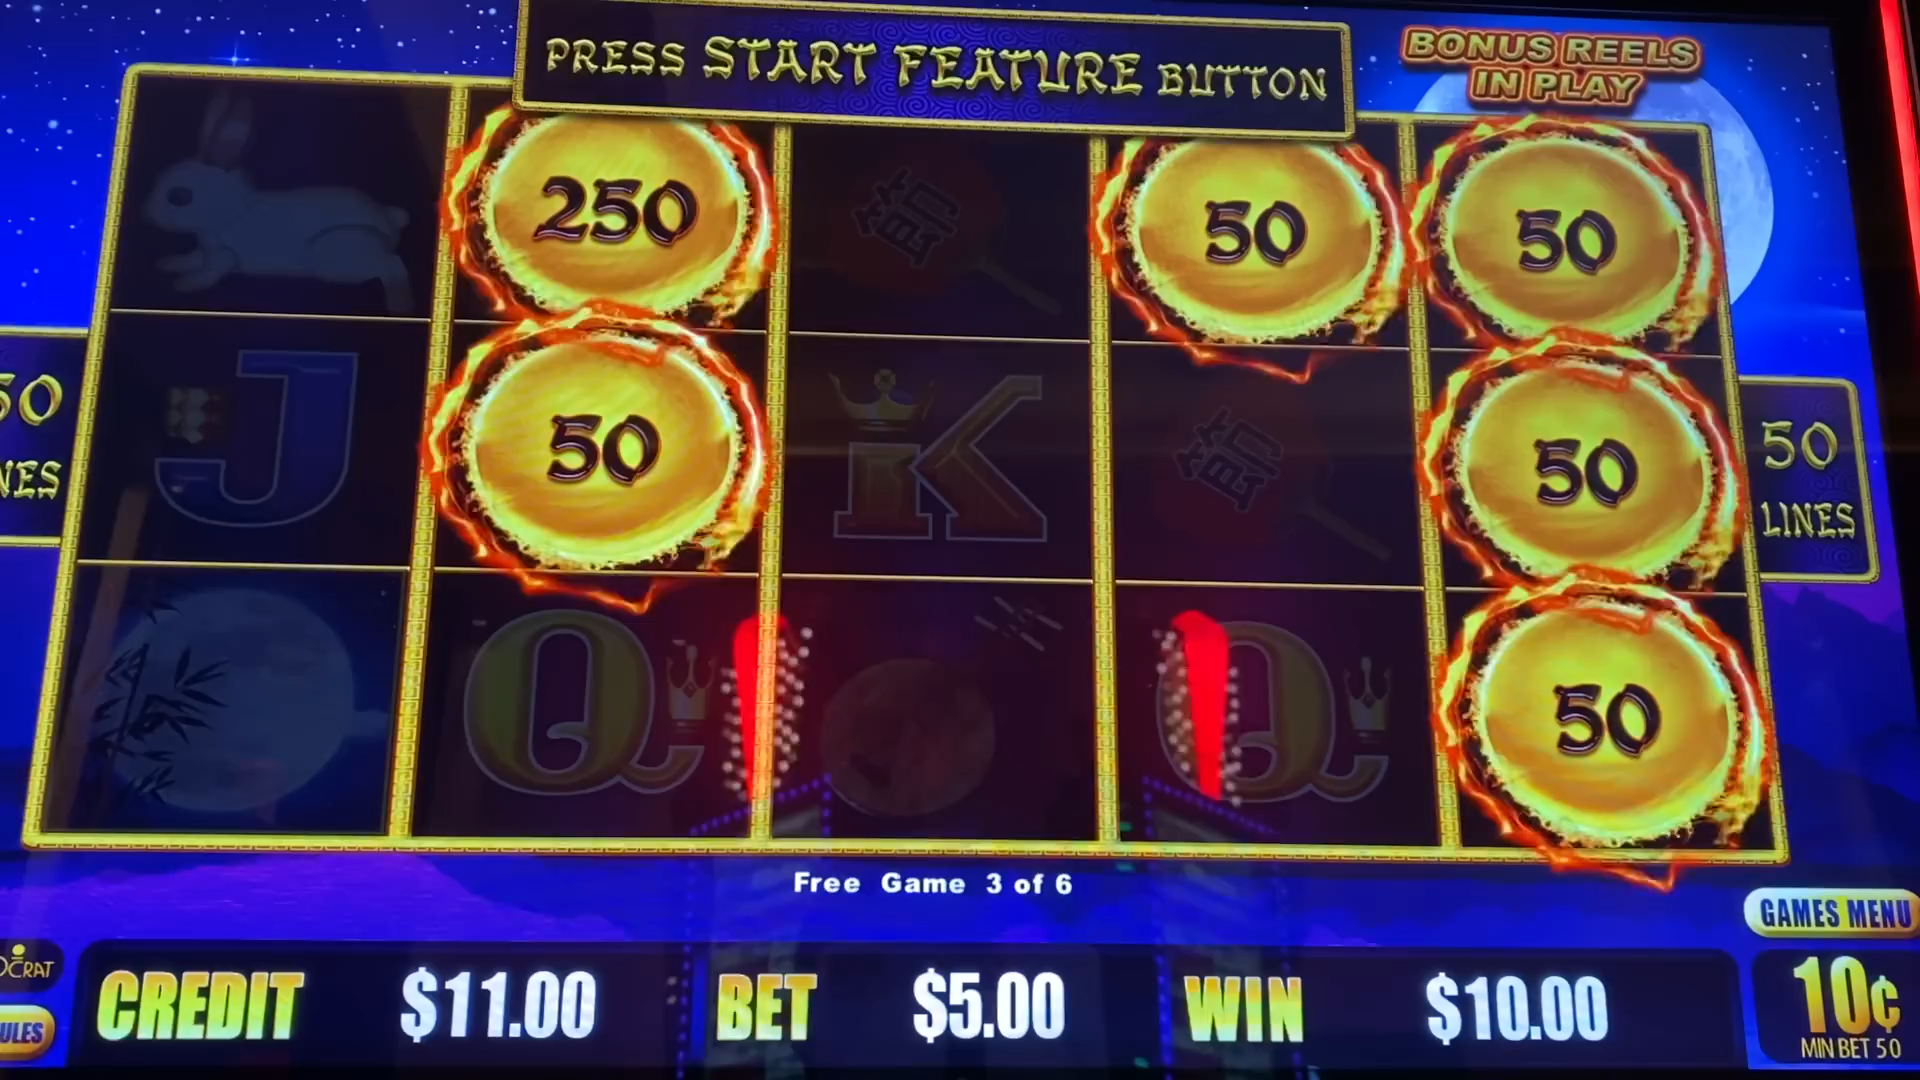 PRESS START FEATURE BUTTON
BONUS REELS
IN PLAY
250
50
50
50
50
50
J
K
Q
Q
50
50
LINES
Free Game 3 of 6
GAMES MENU
CREDIT $11.00 BET $5.00 WIN $10.00
10¢
MIN BET 50